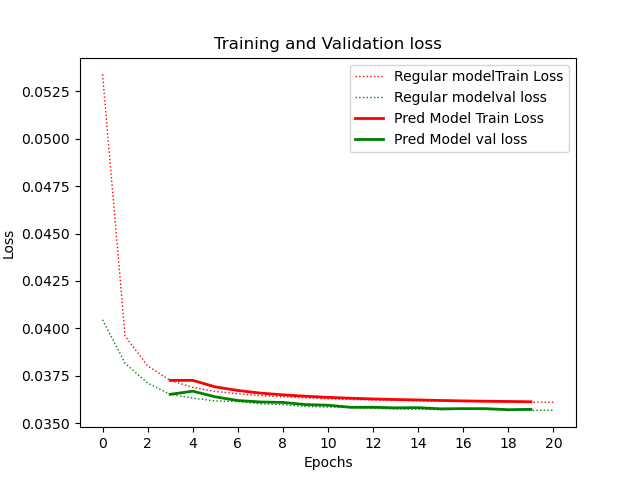 Training and Validation loss
Regular modelTrain Loss
Regular modelval loss
Pred Model Train Loss
Pred Model val loss
Loss
0.0525
0.0500
0.0475
0.0450
0.0425
0.0400
0.0375
0.0350
0 2 4 6 8 10 12 14 16 18 20
Epochs